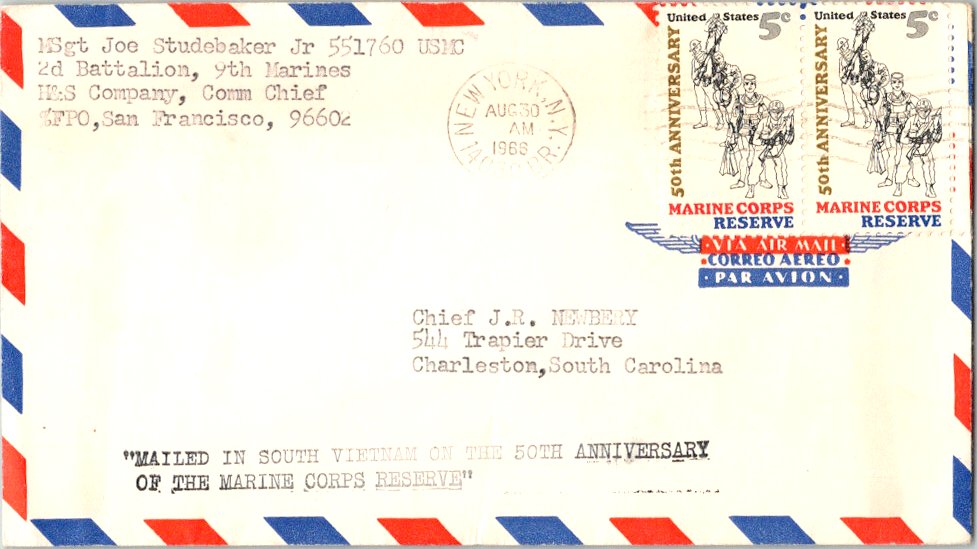 MSgt Joe Studebaker Jr 551760 USMC
2d Battalion, 9th Marines
H&S Company, Comm Chief
%FPO,San Francisco, 96602
NEW YORK, N.Y.
AUG 30
AM
1966
United States 5c
50th ANNIVERSARY
MARINE CORPS
RESERVE
United States 5c
50th ANNIVERSARY
MARINE CORPS
RESERVE
VIA AIR MAIL
CORREO AEREO
PAR AVION
Chief J.R. NEWBERY
544 Trapier Drive
Charleston,South Carolina
"MAILED IN SOUTH VIETNAM ON THE 50TH ANNIVERSARY
OF THE MARINE CORPS RESERVE"